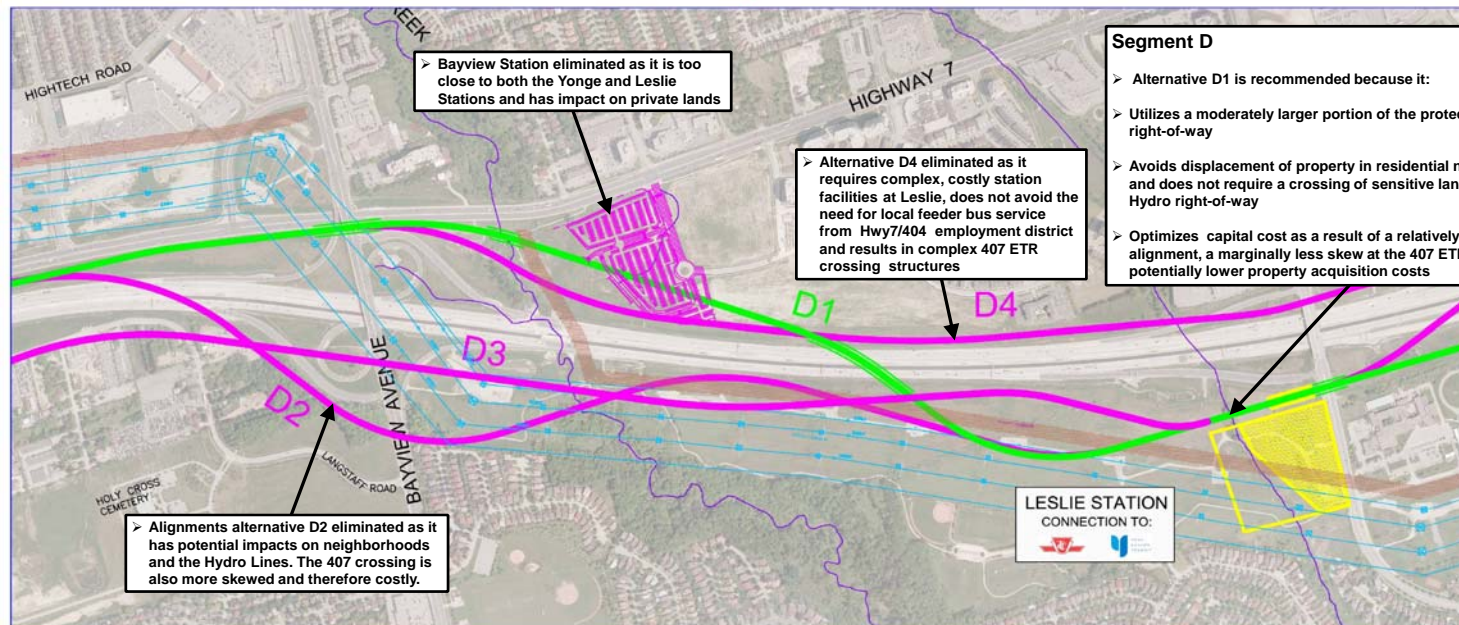 CREEK
HIGHTECH ROAD
➢ Bayview Station eliminated as it is too
close to both the Yonge and Leslie
Stations and has impact on private lands
HIGHWAY 7
Segment D
➢ Alternative D1 is recommended because it:
➢ Utilizes a moderately larger portion of the protec
right-of-way
➢ Avoids displacement of property in residential n
and does not require a crossing of sensitive lan
Hydro right-of-way
➢ Optimizes capital cost as a result of a relatively
alignment, a marginally less skew at the 407 ETR
potentially lower property acquisition costs
➢ Alternative D4 eliminated as it
requires complex, costly station
facilities at Leslie, does not avoid the
need for local feeder bus service
from Hwy7/404 employment district
and results in complex 407 ETR
crossing structures
D1
D4
D3
D2
BAYVIEW AVENUE
LANGSTAFF ROAD
HOLY CROSS
CEMETERY
➢ Alignments alternative D2 eliminated as it
has potential impacts on neighborhoods
and the Hydro Lines. The 407 crossing is
also more skewed and therefore costly.
LESLIE STATION
CONNECTION TO: